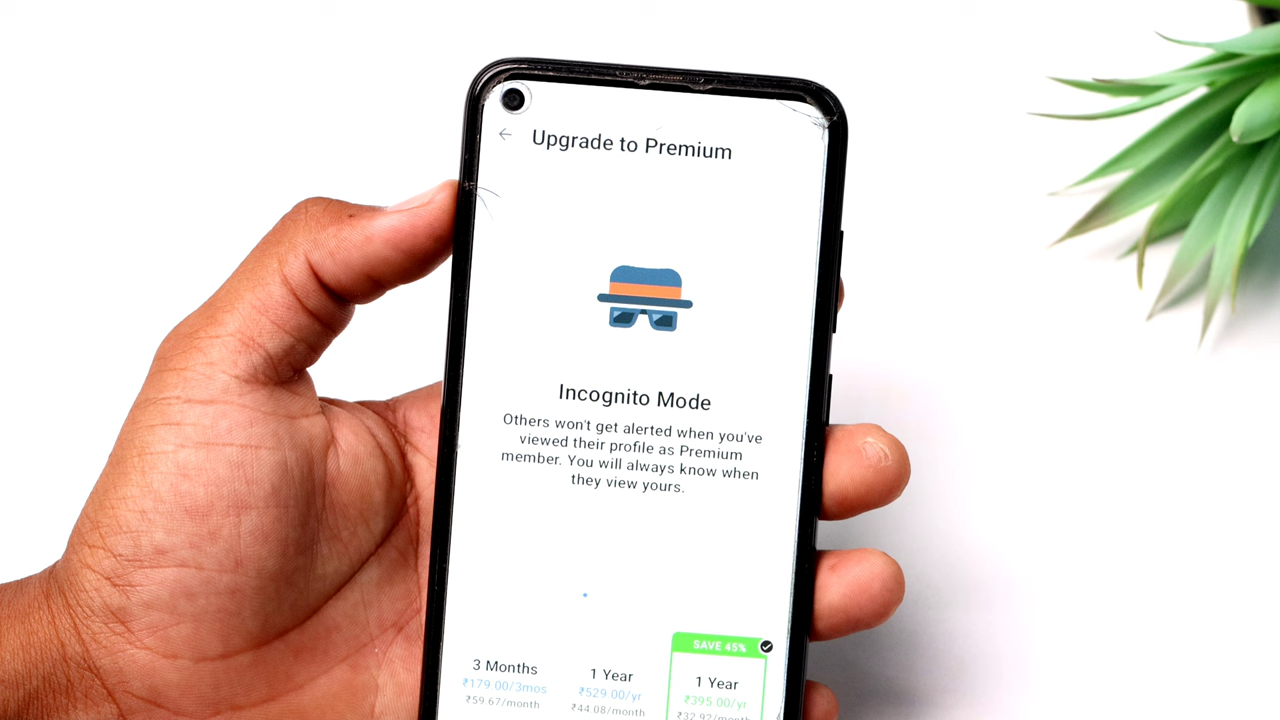 Upgrade to Premium
Incognito Mode
Others won't get alerted when you've
viewed their profile as Premium
member. You will always know when
they view yours.
3 Months
₹179.00/3mos
₹59.67/month
1 Year
₹529.00/yr
₹44.08/month
SAVE 45%
1 Year
₹395.00/yr
₹32.92/month